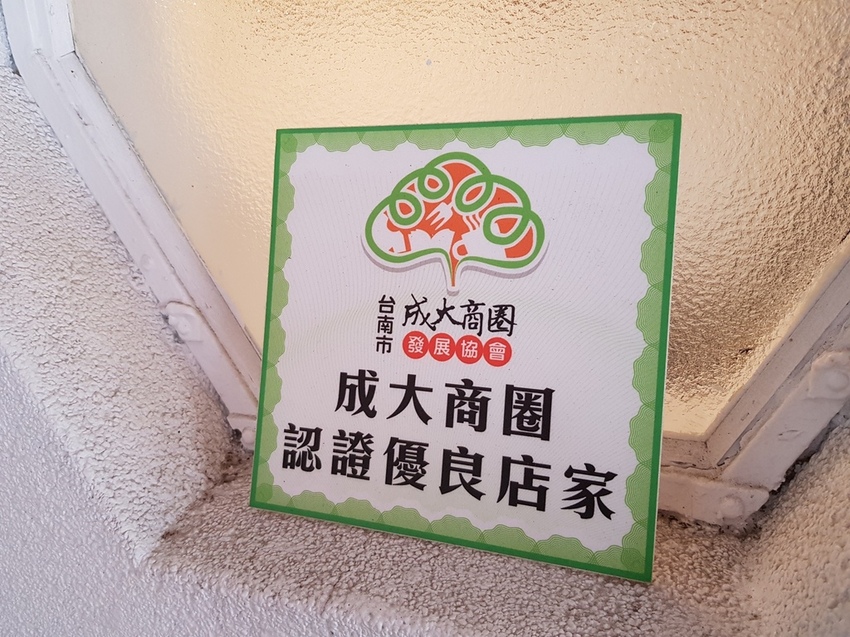 台南市
成大商圈
發展協會
成大商圈
認證優良店家